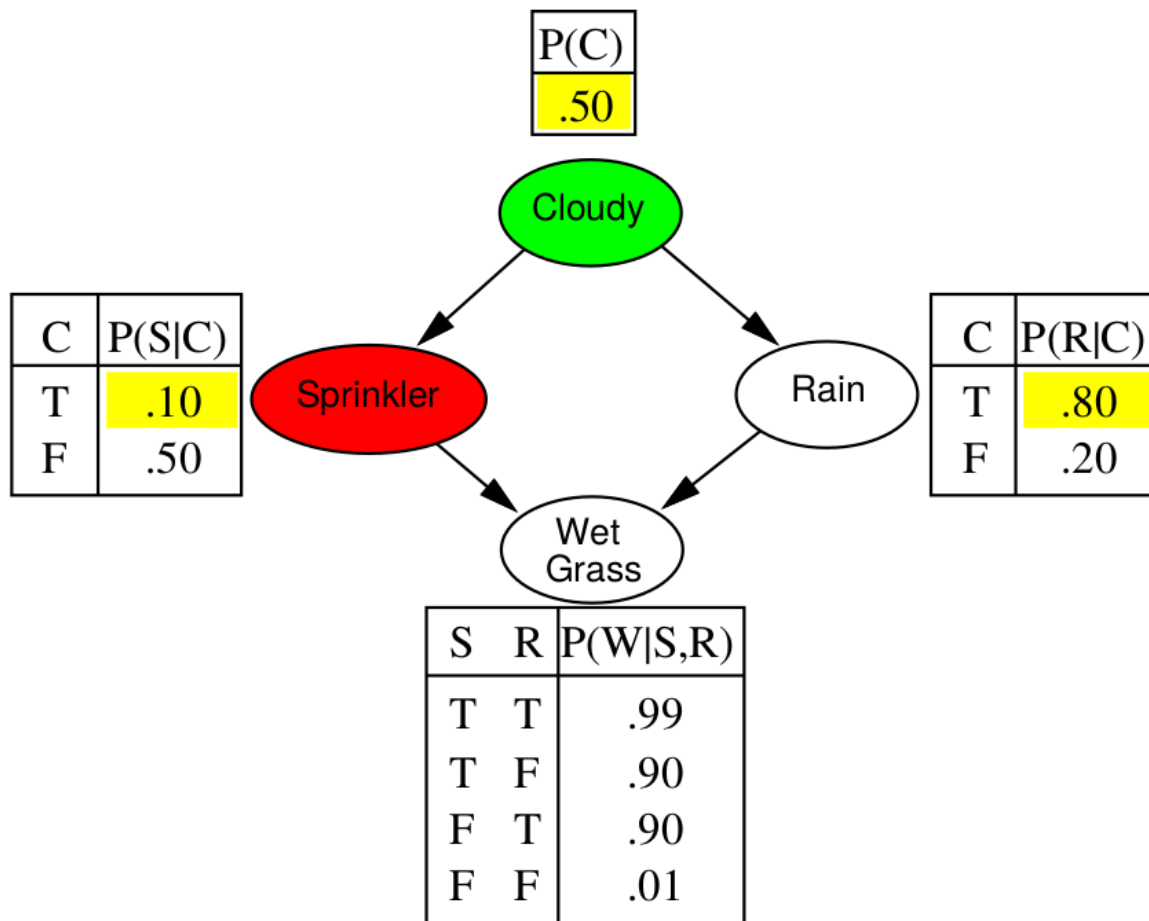 P(C)
.50
Cloudy
C P(S|C)
T .10
F .50
Sprinkler
Rain
C P(R|C)
T .80
F .20
Wet
Grass
S R P(W|S,R)
T T .99
T F .90
F T .90
F F .01